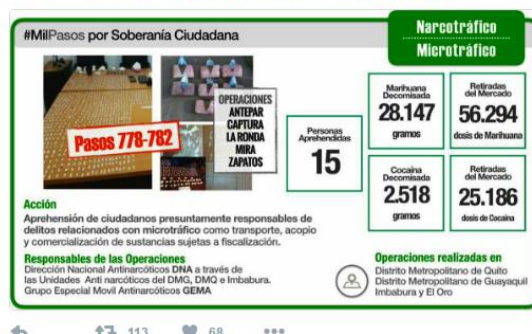 #MilPasos por Soberanía Ciudadana
Narcotráfico
Microtráfico
Pasos 778-782
OPERACIONES
ANTEPAR
CAPTURA
LA RONDA
MIRA
ZAPATOS
Personas
Aprehendidas
15
Marihuana
Decomisada
28.147
gramos
Retiradas
del Mercado
56.294
dosis de Marihuana
Cocaina
Decomisada
2.518
gramos
Retiradas
del Mercado
25.186
dosis de Cocaina
Acción
Aprehensión de ciudadanos presuntamente responsables de
delitos relacionados con microtráfico como transporte, acopio
y comercialización de sustancias sujetas a fiscalización.
Responsables de las Operaciones
Dirección Nacional Antinarcóticos DNA a través de
las Unidades Anti narcóticos del DMG, DMQ e Imbabura.
Grupo Especial Movil Antinarcóticos GEMA
Operaciones realizadas en
Distrito Metropolitano de Quito
Distrito Metropolitano de Guayaquil
Imbabura y El Oro
113 68